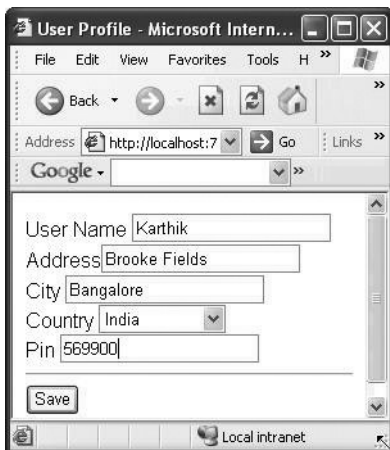 User Profile - Microsoft Intern...
File Edit View Favorites Tools H »
Back »
Address http://localhost:7 Go Links »
Google »
User Name Karthik
Address Brooke Fields
City Bangalore
Country India
Pin 569900
Save
Local intranet